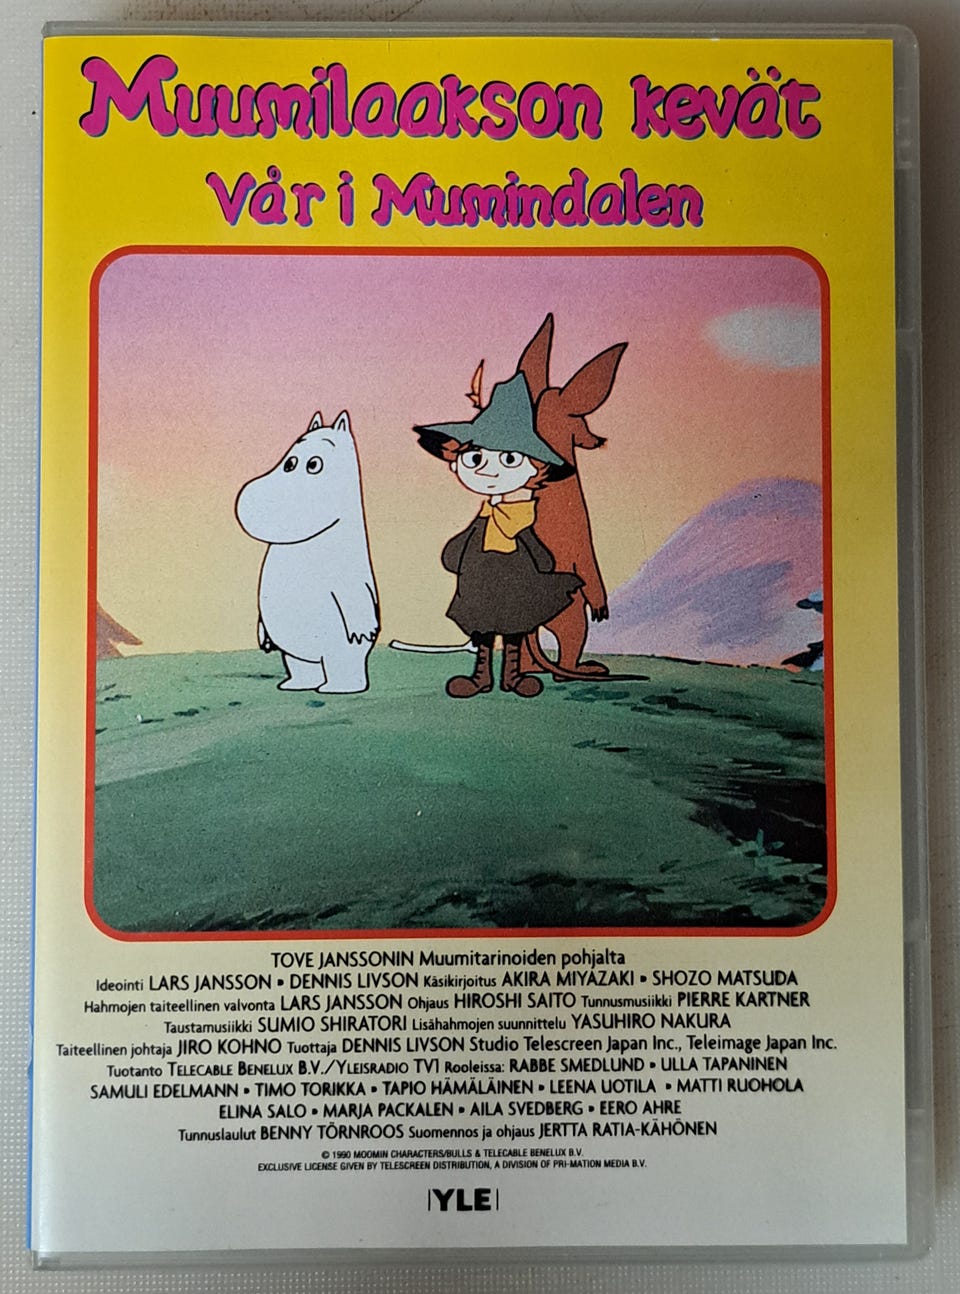 Muumilaakson kevät
Vår i Mumindalen
TOVE JANSSONIN Muumitarinoiden pohjalta
Ideointi LARS JANSSON • DENNIS LIVSON Käsikirjoitus AKIRA MIYAZAKI • SHOZO MATSUDA
Hahmojen taiteellinen valvonta LARS JANSSON Ohjaus HIROSHI SAITO Tunnusmusiikki PIERRE KARTNER
Taustamusiikki SUMIO SHIRATORI Lisähahmojen suunnittelu YASUHIRO NAKURA
Taiteellinen johtaja JIRO KOHNO Tuottaja DENNIS LIVSON Studio Telescreen Japan Inc., Teleimage Japan Inc.
Tuotanto TELECABLE BENELUX B.V./YLEISRADIO TV1 Rooleissa: RABBE SMEDLUND • ULLA TAPANINEN
SAMULI EDELMANN • TIMO TORIKKA • TAPIO HÄMÄLÄINEN • LEENA UOTILA • MATTI RUOHOLA
ELINA SALO • MARJA PACKALEN • AILA SVEDBERG • EERO AHRE
Tunnuslaulut BENNY TÖRNROOS Suomennos ja ohjaus JERTTA RATIA-KÄHÖNEN
© 1990 MOOMIN CHARACTERS/BULLS & TELECABLE BENELUX B.V.
EXCLUSIVE LICENSE GIVEN BY TELESCREEN DISTRIBUTION, A DIVISION OF PRI-MATION MEDIA B.V.
YLE